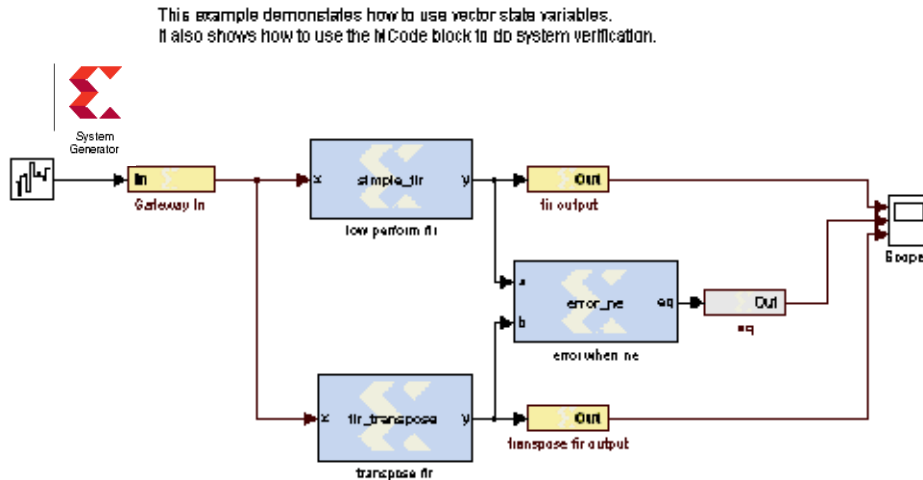 This example demonstates how to use vector state variables.
It also shows how to use the MCode block to do system verification.
System
Generator
In
Gateway In
x simple_fir y
low perform fir
Out
fir output
Scope
a
error_ne eq
b
error when ne
Out
eq
x fir_transpose y
transpose fir
Out
transpose fir output